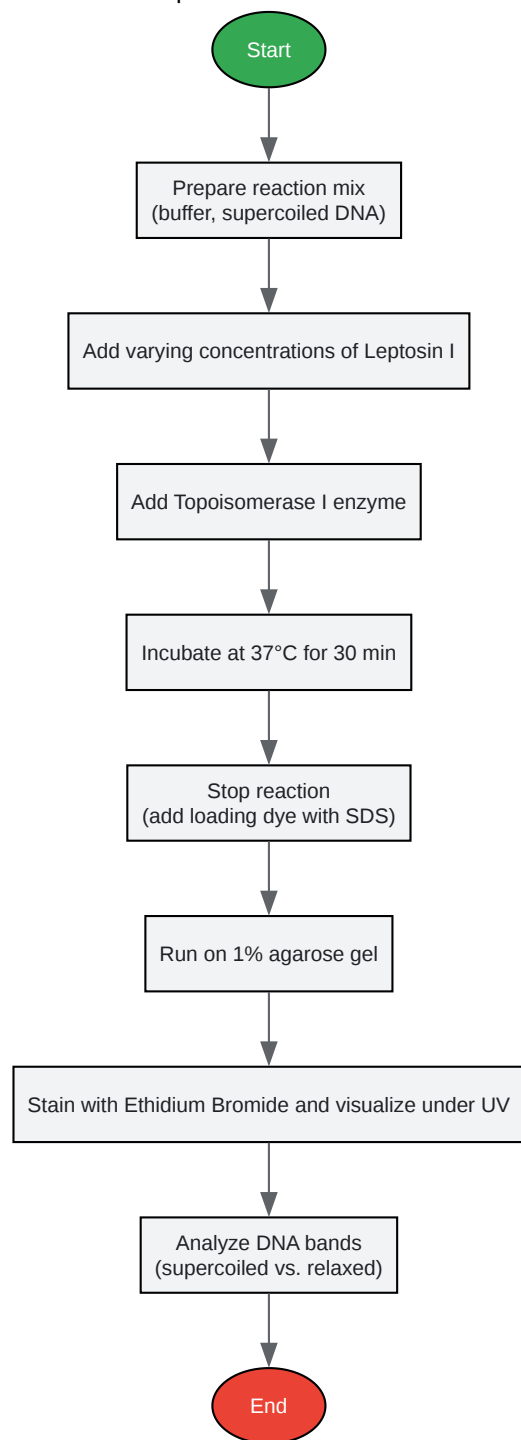 Start
Prepare reaction mix
(buffer, supercoiled DNA)
Add varying concentrations of Leptosin I
Add Topoisomerase I enzyme
Incubate at 37°C for 30 min
Stop reaction
(add loading dye with SDS)
Run on 1% agarose gel
Stain with Ethidium Bromide and visualize under UV
Analyze DNA bands
(supercoiled vs. relaxed)
End